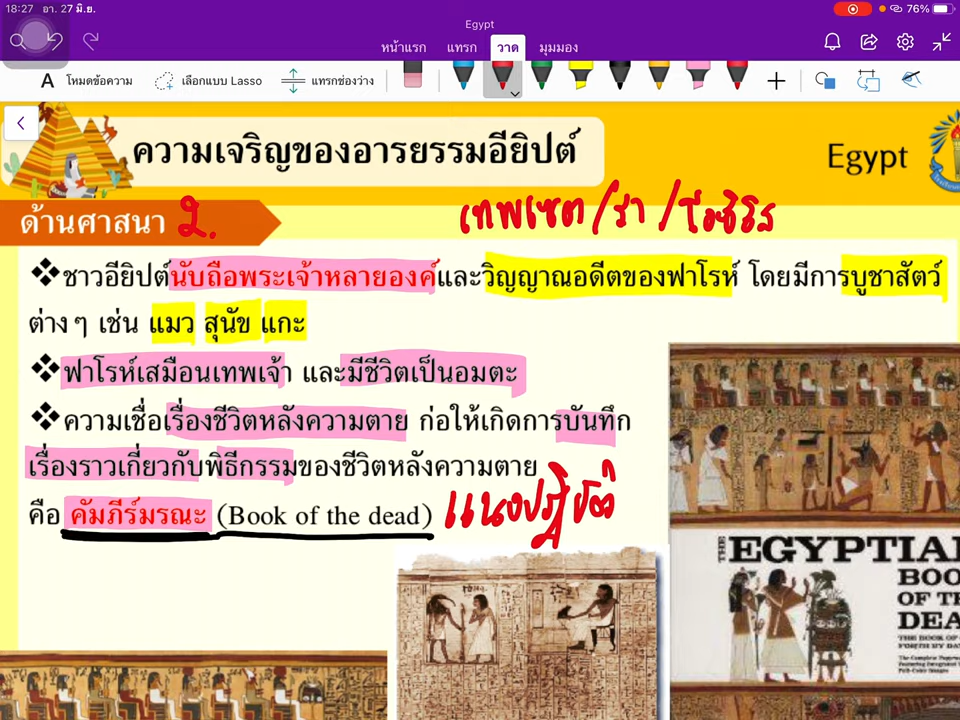 18:27 อา. 27 มิ.ย.
76%
Egypt
หน้าแรก แทรก วาด มุมมอง
A โหมดข้อความ เลือกแบบ Lasso แทรกช่องว่าง
ความเจริญของอารยธรรมอียิปต์
Egypt
ด้านศาสนา 2.
เทพเซต/รา/โอซิริส
❖ชาวอียิปต์นับถือพระเจ้าหลายองค์และวิญญาณอดีตของฟาโรห์ โดยมีการบูชาสัตว์
ต่างๆ เช่น แมว สุนัข แกะ
❖ฟาโรห์เสมือนเทพเจ้า และมีชีวิตเป็นอมตะ
❖ความเชื่อเรื่องชีวิตหลังความตาย ก่อให้เกิดการบันทึก
เรื่องราวเกี่ยวกับพิธีกรรมของชีวิตหลังความตาย
คือ คัมภีร์มรณะ (Book of the dead) แนวปฏิบัติ
THE EGYPTIAN
BOO
OF TH
DEA
THE BOOK OF
FORTH BY DA